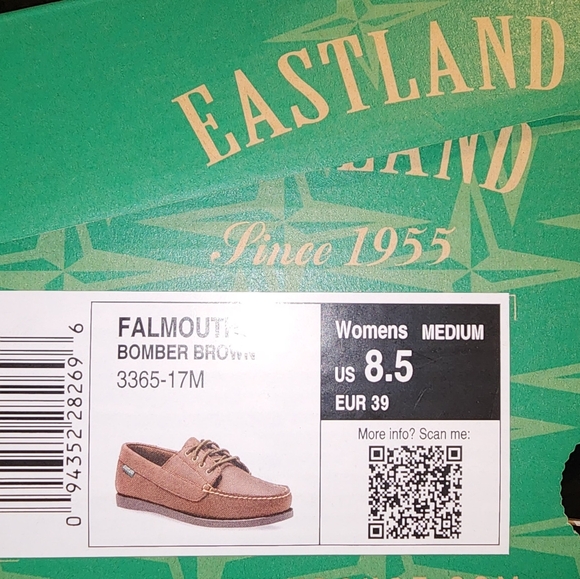 EASTLAND
LAND
Since 1955
FALMOUTH
BOMBER BROWN
3365-17M
Womens MEDIUM
US 8.5
EUR 39
More info? Scan me:
0 94352 28269 6